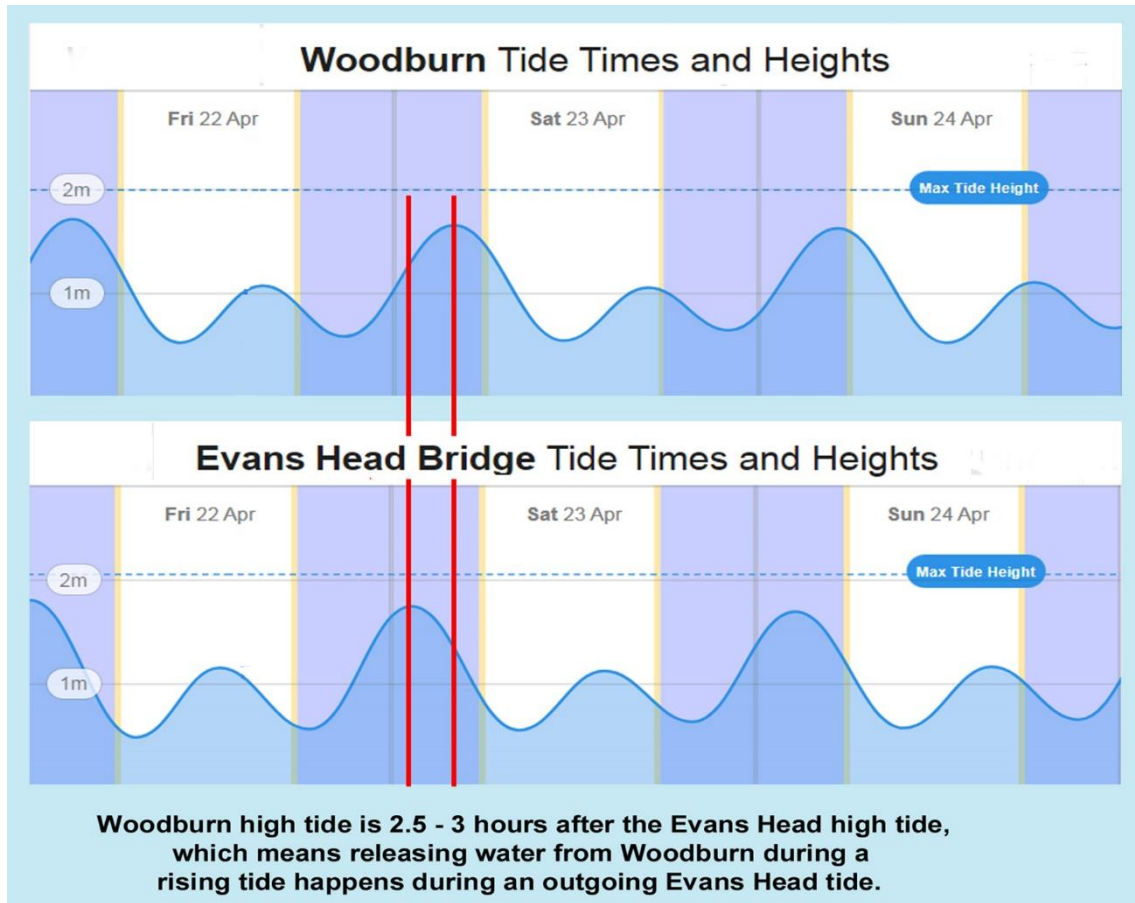 Woodburn Tide Times and Heights
Fri 22 Apr
Sat 23 Apr
Sun 24 Apr
2m
Max Tide Height
1m
Evans Head Bridge Tide Times and Heights
Fri 22 Apr
Sat 23 Apr
Sun 24 Apr
2m
Max Tide Height
1m
Woodburn high tide is 2.5 - 3 hours after the Evans Head high tide,
which means releasing water from Woodburn during a
rising tide happens during an outgoing Evans Head tide.